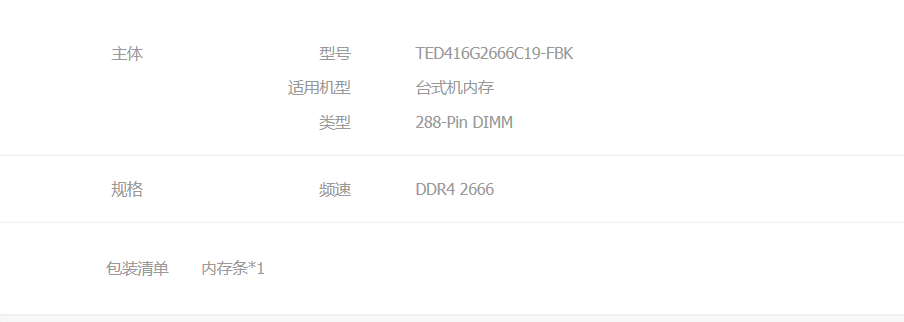 主体 型号 TED416G2666C19-FBK
适用机型 台式机内存
类型 288-Pin DIMM
规格 频速 DDR4 2666
包装清单 内存条*1